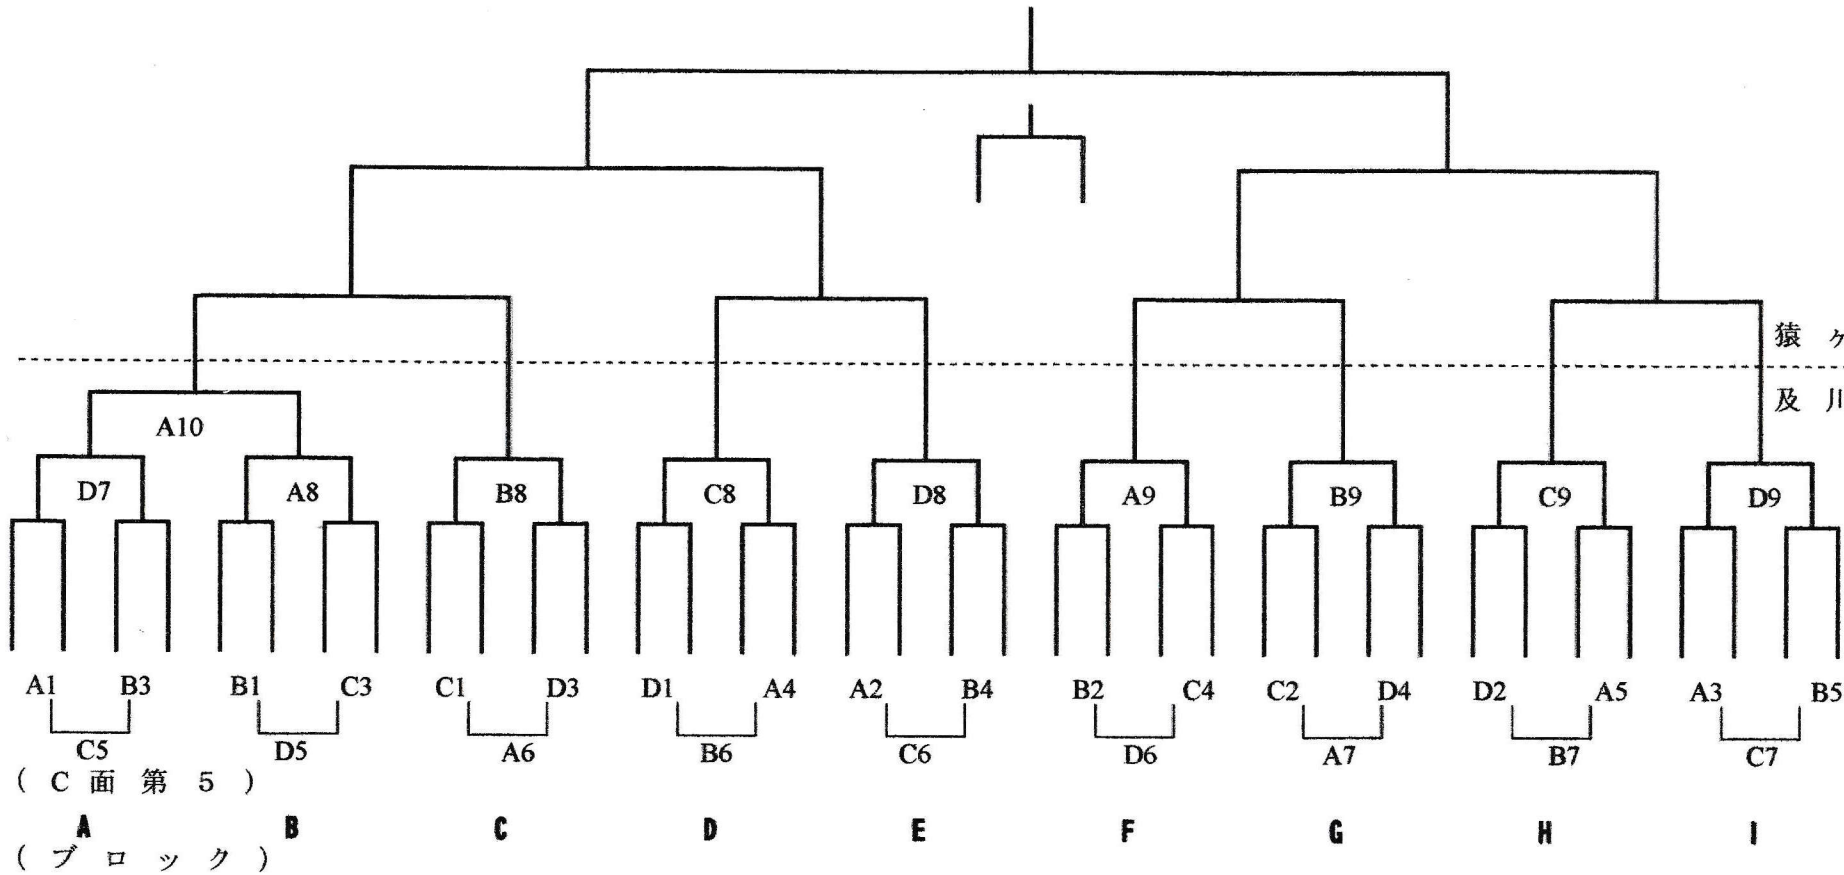 猿 ヶ
及 川
A10
D7 A8 B8 C8 D8 A9 B9 C9 D9
A1 B3 B1 C3 C1 D3 D1 A4 A2 B4 B2 C4 C2 D4 D2 A5 A3 B5
C5 D5 A6 B6 C6 D6 A7 B7 C7
( C 面 第 5 )
A B C D E F G H I
( ブ ロ ッ ク )